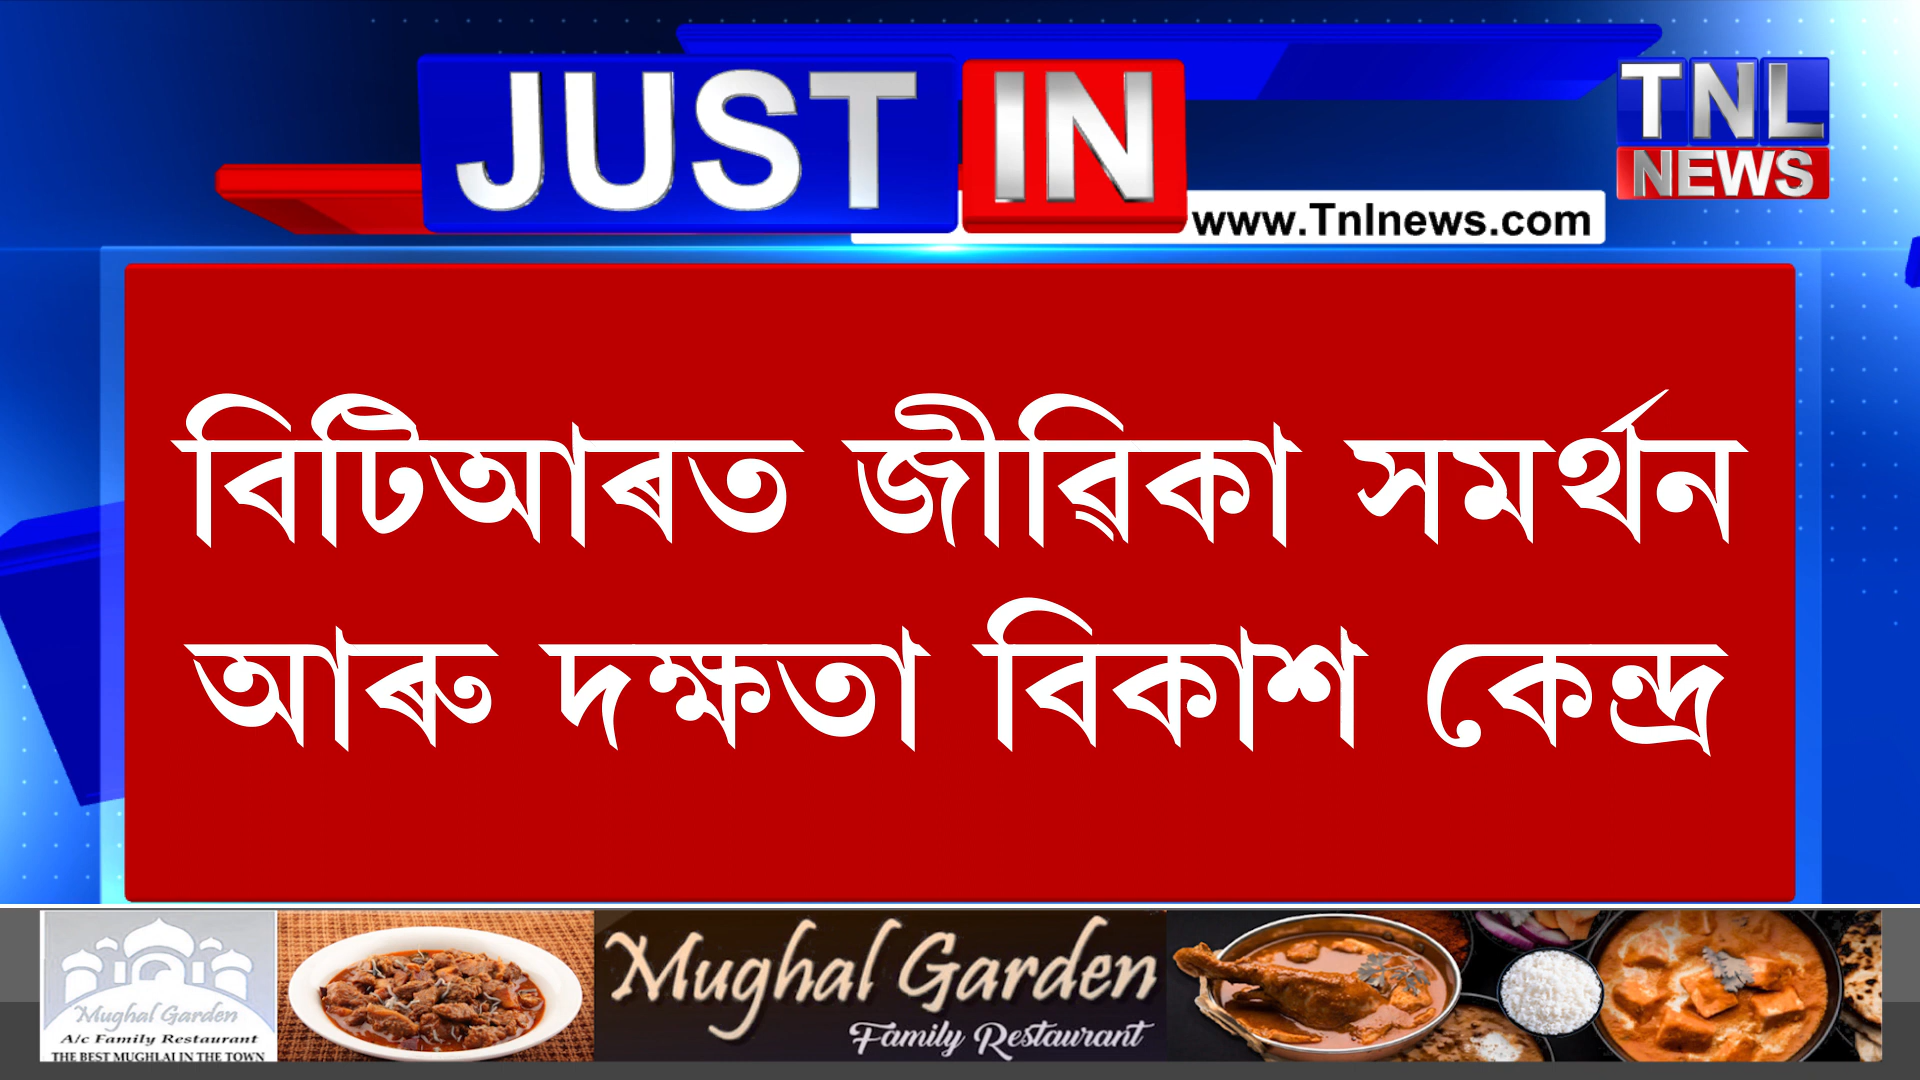 JUST IN
TNL
NEWS
www.Tnlnews.com
বিটিআৰত জীৱিকা সমৰ্থন
আৰু দক্ষতা বিকাশ কেন্দ্ৰ
Mughal Garden
A/c Family Restaurant
THE BEST MUGHLAI IN THE TOWN
Mughal Garden
Family Restaurant